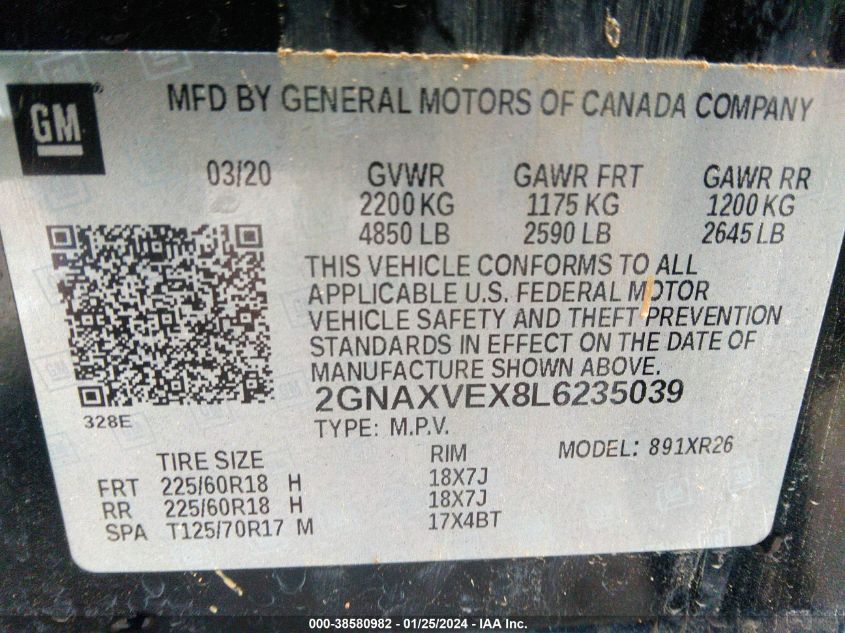 GM
MFD BY GENERAL MOTORS OF CANADA COMPANY
03/20 GVWR GAWR FRT GAWR RR
2200 KG 1175 KG 1200 KG
4850 LB 2590 LB 2645 LB
THIS VEHICLE CONFORMS TO ALL
APPLICABLE U.S. FEDERAL MOTOR
VEHICLE SAFETY AND THEFT PREVENTION
STANDARDS IN EFFECT ON THE DATE OF
MANUFACTURE SHOWN ABOVE.
2GNAXVEX8L6235039
328E
TYPE: M.P.V.
MODEL: 891XR26
TIRE SIZE RIM
FRT 225/60R18 H 18X7J
RR 225/60R18 H 18X7J
SPA T125/70R17 M 17X4BT
000-38580982 - 01/25/2024 - IAA Inc.